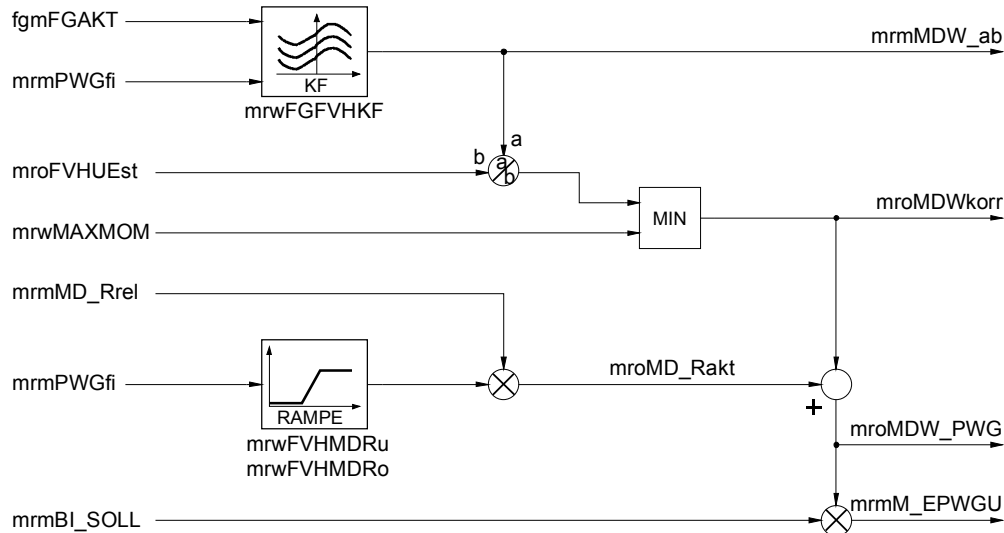 fgmFGAKT
mrmMDW_ab
mrmPWGfi
KF
mrwFGFVHKF
a
mroFVHUEst
b
a
b
mroMDWkorr
MIN
mrwMAXMOM
mrmMD_Rrel
mroMD_Rakt
mrmPWGfi
RAMPE
+
mrwFVHMDRu
mrwFVHMDRo
mroMDW_PWG
mrmM_EPWGU
mrmBI_SOLL